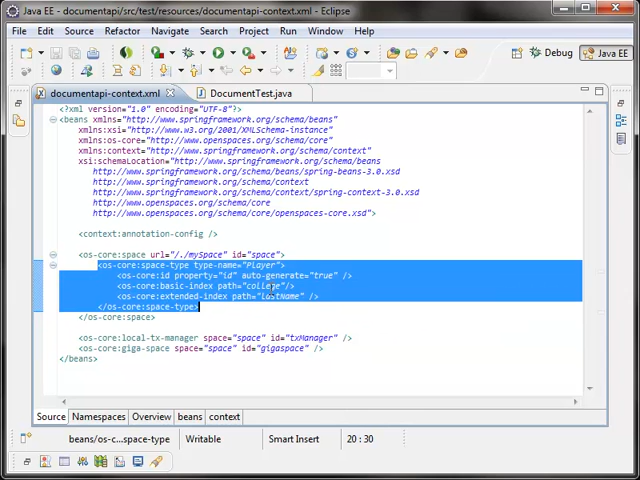 Java EE - documentapi/src/test/resources/documentapi-context.xml - Eclipse
File Edit Source Refactor Navigate Search Project Run Window Help
Debug Java EE
documentapi-context.xml DocumentTest.java
<?xml version="1.0" encoding="UTF-8"?>
<beans xmlns="http://www.springframework.org/schema/beans"
xmlns:xsi="http://www.w3.org/2001/XMLSchema-instance"
xmlns:os-core="http://www.openspaces.org/schema/core"
xmlns:context="http://www.springframework.org/schema/context"
xsi:schemaLocation="http://www.springframework.org/schema/beans
http://www.springframework.org/schema/beans/spring-beans-3.0.xsd
http://www.springframework.org/schema/context
http://www.springframework.org/schema/context/spring-context-3.0.xsd
http://www.openspaces.org/schema/core
http://www.openspaces.org/schema/core/openspaces-core.xsd">
<context:annotation-config />
<os-core:space url="/./mySpace" id="space">
<os-core:space-type type-name="Player">
<os-core:id property="id" auto-generate="true" />
<os-core:basic-index path="college"/>
<os-core:extended-index path="lastName" />
</os-core:space-type>
</os-core:space>
<os-core:local-tx-manager space="space" id="txManager" />
<os-core:giga-space space="space" id="gigaspace" />
</beans>
Source Namespaces Overview beans context
beans/os-c...space-type Writable Smart Insert 20 : 30